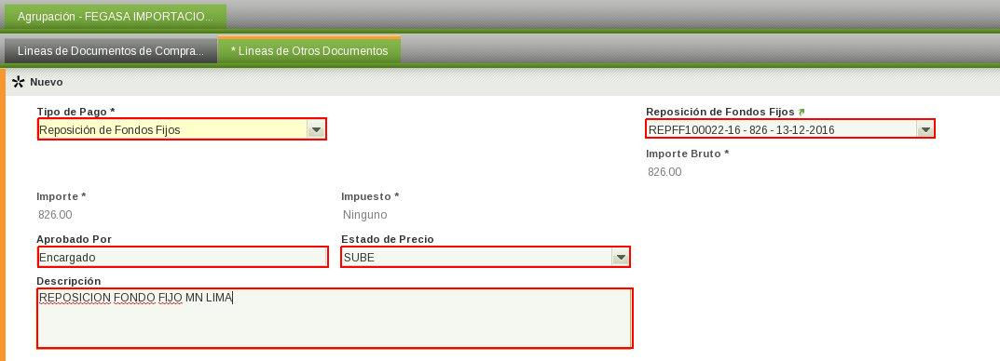 Agrupación - FEGASA IMPORTACIO...
Lineas de Documentos de Compra...
* Lineas de Otros Documentos
Nuevo
Tipo de Pago *
Reposición de Fondos Fijos
Reposición de Fondos Fijos
REPFF100022-16 - 826 - 13-12-2016
Importe Bruto *
826.00
Importe *
826.00
Impuesto *
Ninguno
Aprobado Por
Encargado
Estado de Precio
SUBE
Descripción
REPOSICION FONDO FIJO MN LIMA